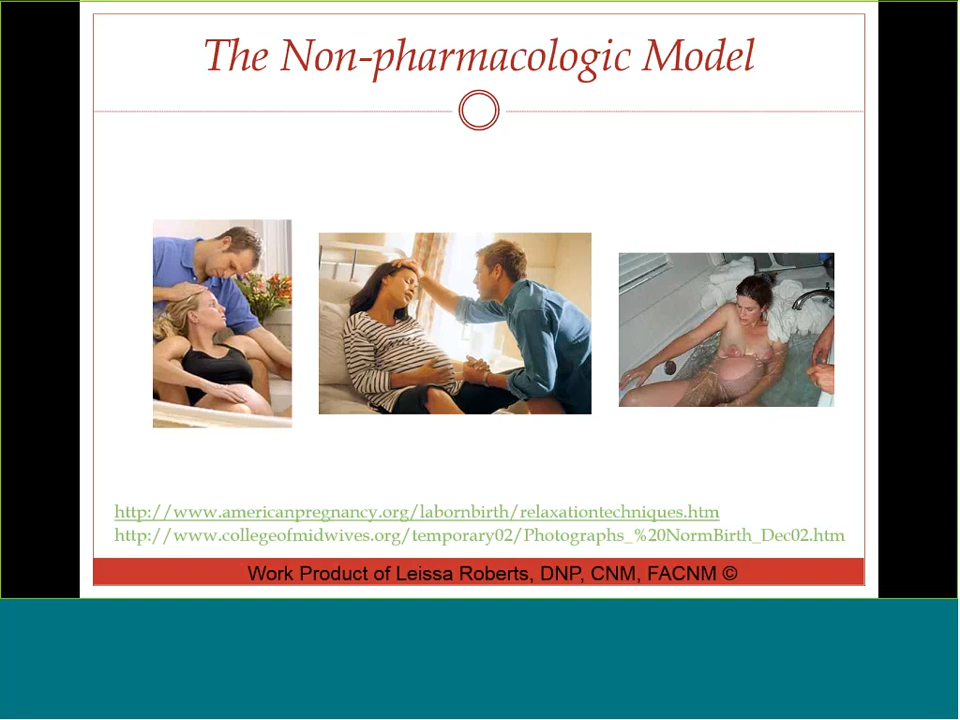 The Non-pharmacologic Model
http://www.americanpregnancy.org/labornbirth/relaxationtechniques.htm
http://www.collegeofmidwives.org/temporary02/Photographs_%20NormBirth_Dec02.htm
Work Product of Leissa Roberts, DNP, CNM, FACNM ©